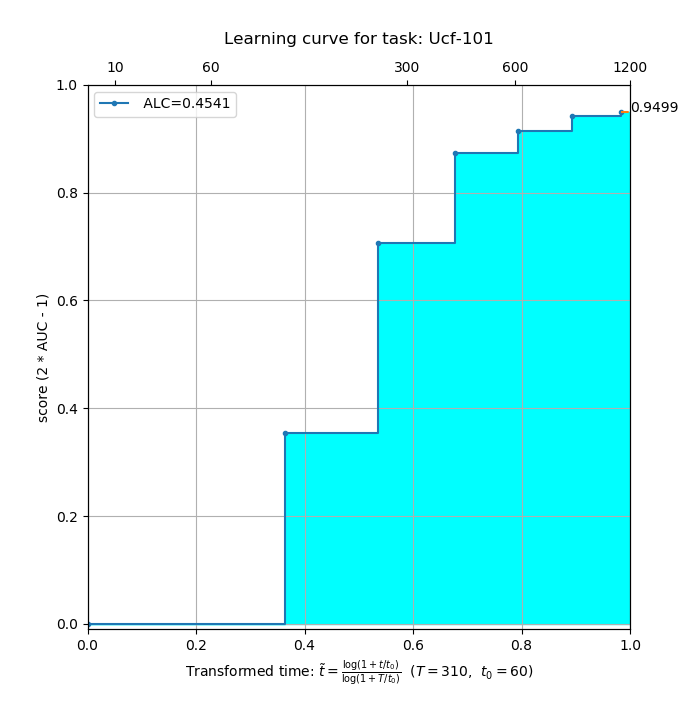 Learning curve for task: Ucf-101
10 60 300 600 1200
1.0
ALC=0.4541
0.9499
0.8
0.6
score (2 * AUC - 1)
0.4
0.2
0.0
0.0 0.2 0.4 0.6 0.8 1.0
Transformed time: t̃ = log(1 + t/t₀) / log(1 + T/t₀) (T = 310, t₀ = 60)